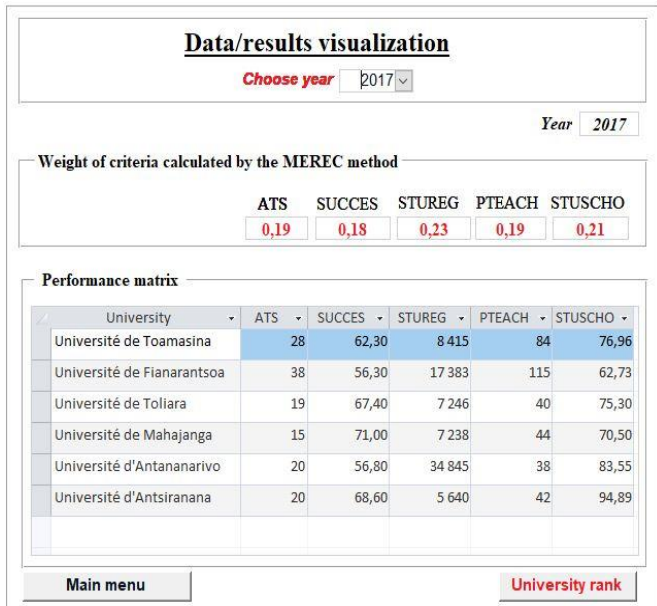 Data/results visualization
Choose year 2017
Year 2017
Weight of criteria calculated by the MEREC method
ATS SUCCES STUREG PTEACH STUSCHO
0,19 0,18 0,23 0,19 0,21
Performance matrix
University ATS SUCCES STUREG PTEACH STUSCHO
Université de Toamasina 28 62,30 8 415 84 76,96
Université de Fianarantsoa 38 56,30 17 383 115 62,73
Université de Toliara 19 67,40 7 246 40 75,30
Université de Mahajanga 15 71,00 7 238 44 70,50
Université d'Antananarivo 20 56,80 34 845 38 83,55
Université d'Antsiranana 20 68,60 5 640 42 94,89
Main menu University rank